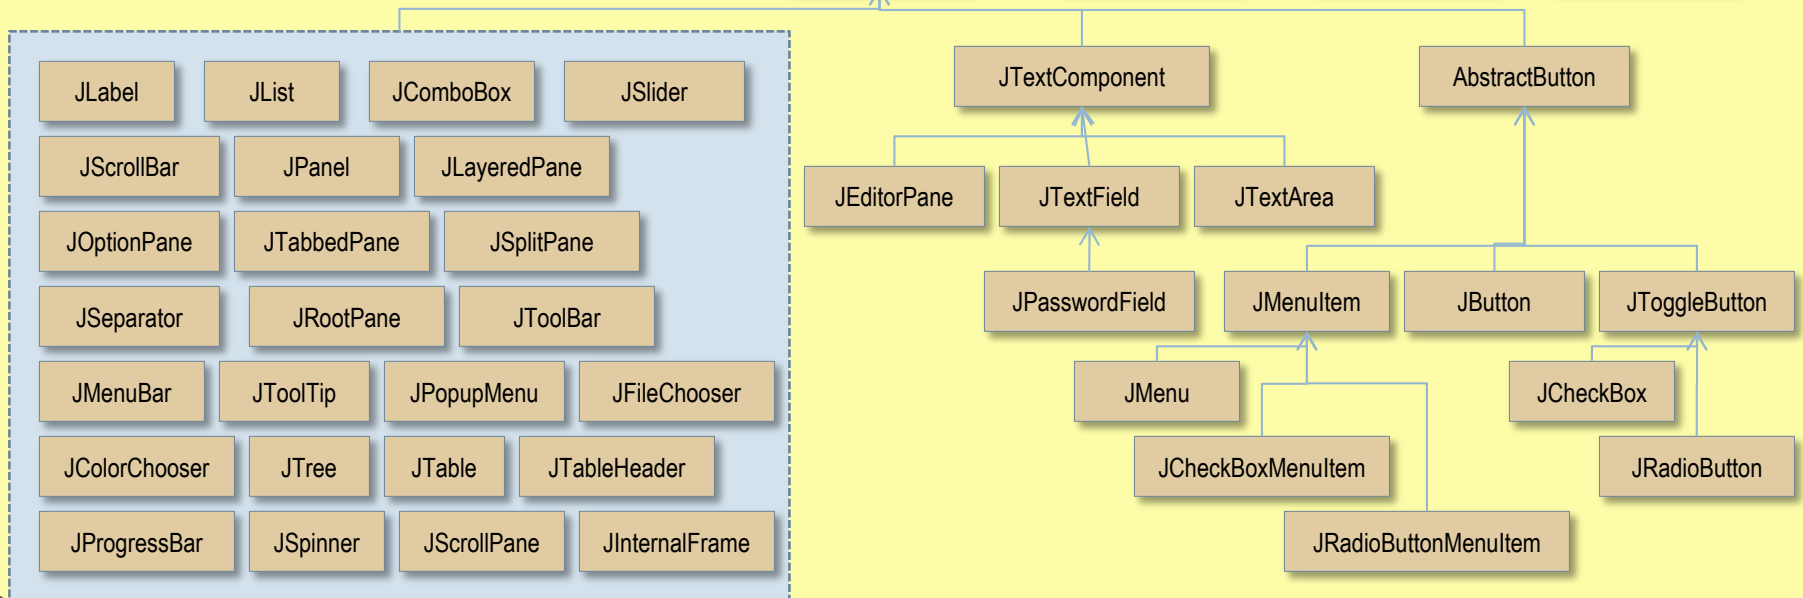 JLabel
JList
JComboBox
JSlider
JScrollBar
JPanel
JLayeredPane
JOptionPane
JTabbedPane
JSplitPane
JSeparator
JRootPane
JToolBar
JMenuBar
JToolTip
JPopupMenu
JFileChooser
JColorChooser
JTree
JTable
JTableHeader
JProgressBar
JSpinner
JScrollPane
JInternalFrame
JTextComponent
AbstractButton
JEditorPane
JTextField
JTextArea
JPasswordField
JMenuItem
JButton
JToggleButton
JMenu
JCheckBox
JCheckBoxMenuItem
JRadioButton
JRadioButtonMenuItem